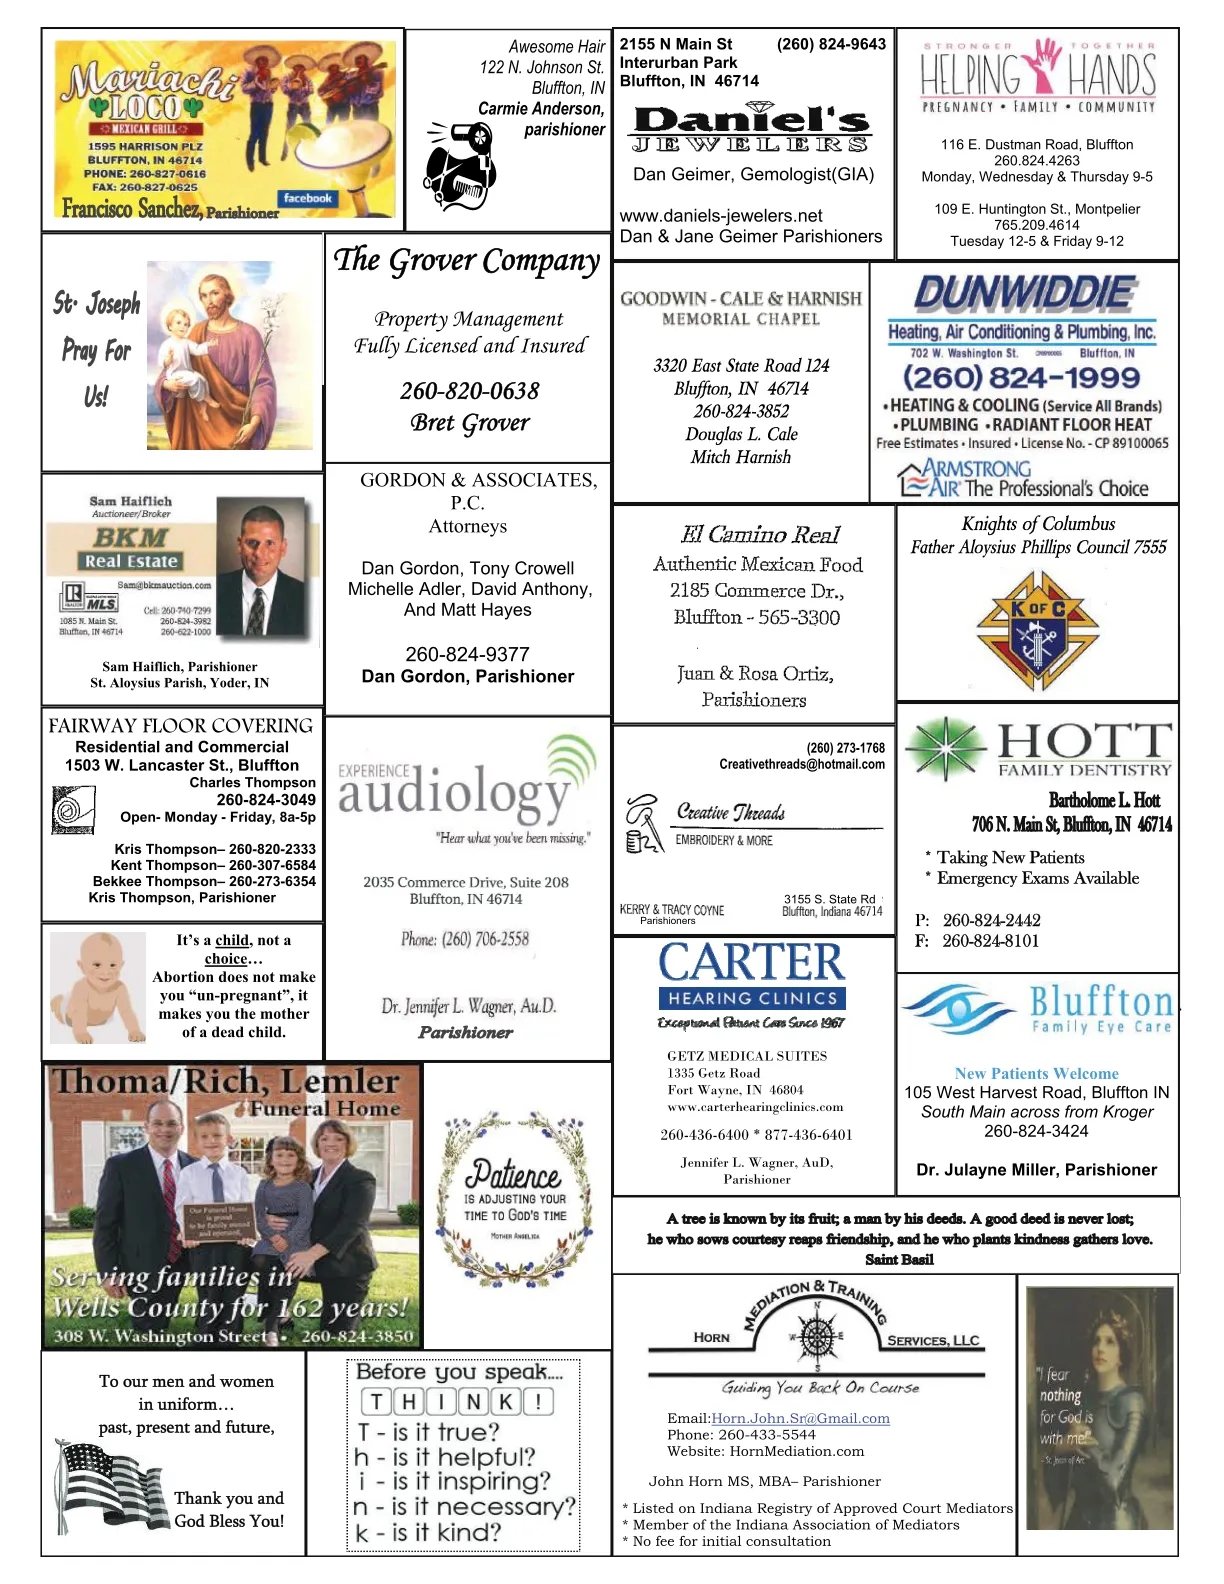 Mariachi
LOCO
MEXICAN GRILL
1595 HARRISON PLZ
BLUFFTON, IN 46714
PHONE: 260-827-0616
FAX: 260-827-0625
facebook
Francisco Sanchez, Parishioner
Awesome Hair
122 N. Johnson St.
Bluffton, IN
Carmie Anderson,
parishioner
2155 N Main St (260) 824-9643
Interurban Park
Bluffton, IN 46714
Daniel's
JEWELERS
Dan Geimer, Gemologist(GIA)
www.daniels-jewelers.net
Dan & Jane Geimer Parishioners
STRONGER TOGETHER
HELPING HANDS
PREGNANCY • FAMILY • COMMUNITY
116 E. Dustman Road, Bluffton
260.824.4263
Monday, Wednesday & Thursday 9-5
109 E. Huntington St., Montpelier
765.209.4614
Tuesday 12-5 & Friday 9-12
St. Joseph
Pray For
Us!
The Grover Company
Property Management
Fully Licensed and Insured
260-820-0638
Bret Grover
GOODWIN - CALE & HARNISH
MEMORIAL CHAPEL
3320 East State Road 124
Bluffton, IN 46714
260-824-3852
Douglas L. Cale
Mitch Harnish
DUNWIDDIE
Heating, Air Conditioning & Plumbing, Inc.
702 W. Washington St. Bluffton, IN
(260) 824-1999
• HEATING & COOLING (Service All Brands)
• PLUMBING • RADIANT FLOOR HEAT
Free Estimates • Insured • License No. - CP 89100065
ARMSTRONG
AIR The Professional's Choice
Sam Haiflich
Auctioneer/Broker
BKM
Real Estate
Sam@bkmauction.com
REALTOR MLS
Cell: 260-740-7299
1085 N. Main St. 260-824-3982
Bluffton, IN 46714 260-622-1000
Sam Haiflich, Parishioner
St. Aloysius Parish, Yoder, IN
GORDON & ASSOCIATES,
P.C.
Attorneys
Dan Gordon, Tony Crowell
Michelle Adler, David Anthony,
And Matt Hayes
260-824-9377
Dan Gordon, Parishioner
El Camino Real
Authentic Mexican Food
2185 Commerce Dr.,
Bluffton - 565-3300
Juan & Rosa Ortiz,
Parishioners
Knights of Columbus
Father Aloysius Phillips Council 7555
K OF C
FAIRWAY FLOOR COVERING
Residential and Commercial
1503 W. Lancaster St., Bluffton
Charles Thompson
260-824-3049
Open- Monday - Friday, 8a-5p
Kris Thompson– 260-820-2333
Kent Thompson– 260-307-6584
Bekkee Thompson– 260-273-6354
Kris Thompson, Parishioner
EXPERIENCE
audiology
"Hear what you've been missing."
2035 Commerce Drive, Suite 208
Bluffton, IN 46714
Phone: (260) 706-2558
Dr. Jennifer L. Wagner, Au.D.
Parishioner
(260) 273-1768
Creativethreads@hotmail.com
Creative Threads
EMBROIDERY & MORE
3155 S. State Rd
KERRY & TRACY COYNE Bluffton, Indiana 46714
Parishioners
HOTT
FAMILY DENTISTRY
Bartholome L. Hott
706 N. Main St, Bluffton, IN 46714
* Taking New Patients
* Emergency Exams Available
P: 260-824-2442
F: 260-824-8101
It's a child, not a
choice…
Abortion does not make
you “un-pregnant”, it
makes you the mother
of a dead child.
CARTER
HEARING CLINICS
Exceptional Patient Care Since 1967
GETZ MEDICAL SUITES
1335 Getz Road
Fort Wayne, IN 46804
www.carterhearingclinics.com
260-436-6400 * 877-436-6401
Jennifer L. Wagner, AuD,
Parishioner
Bluffton
Family Eye Care
New Patients Welcome
105 West Harvest Road, Bluffton IN
South Main across from Kroger
260-824-3424
Dr. Julayne Miller, Parishioner
Thoma/Rich, Lemler
Funeral Home
Our Funeral Home
is proud
to be family owned
and operated.
Serving families in
Wells County for 162 years!
308 W. Washington Street • 260-824-3850
Patience
IS ADJUSTING YOUR
TIME TO GOD'S TIME
MOTHER ANGELICA
A tree is known by its fruit; a man by his deeds. A good deed is never lost;
he who sows courtesy reaps friendship, and he who plants kindness gathers love.
Saint Basil
HORN MEDIATION & TRAINING SERVICES, LLC
N
W E
S
Guiding You Back On Course
Email:Horn.John.Sr@Gmail.com
Phone: 260-433-5544
Website: HornMediation.com
John Horn MS, MBA– Parishioner
* Listed on Indiana Registry of Approved Court Mediators
* Member of the Indiana Association of Mediators
* No fee for initial consultation
"I fear
nothing
for God is
with me!"
- St. Joan of Arc
To our men and women
in uniform…
past, present and future,
Thank you and
God Bless You!
Before you speak....
THINK!
T - is it true?
h - is it helpful?
i - is it inspiring?
n - is it necessary?
k - is it kind?